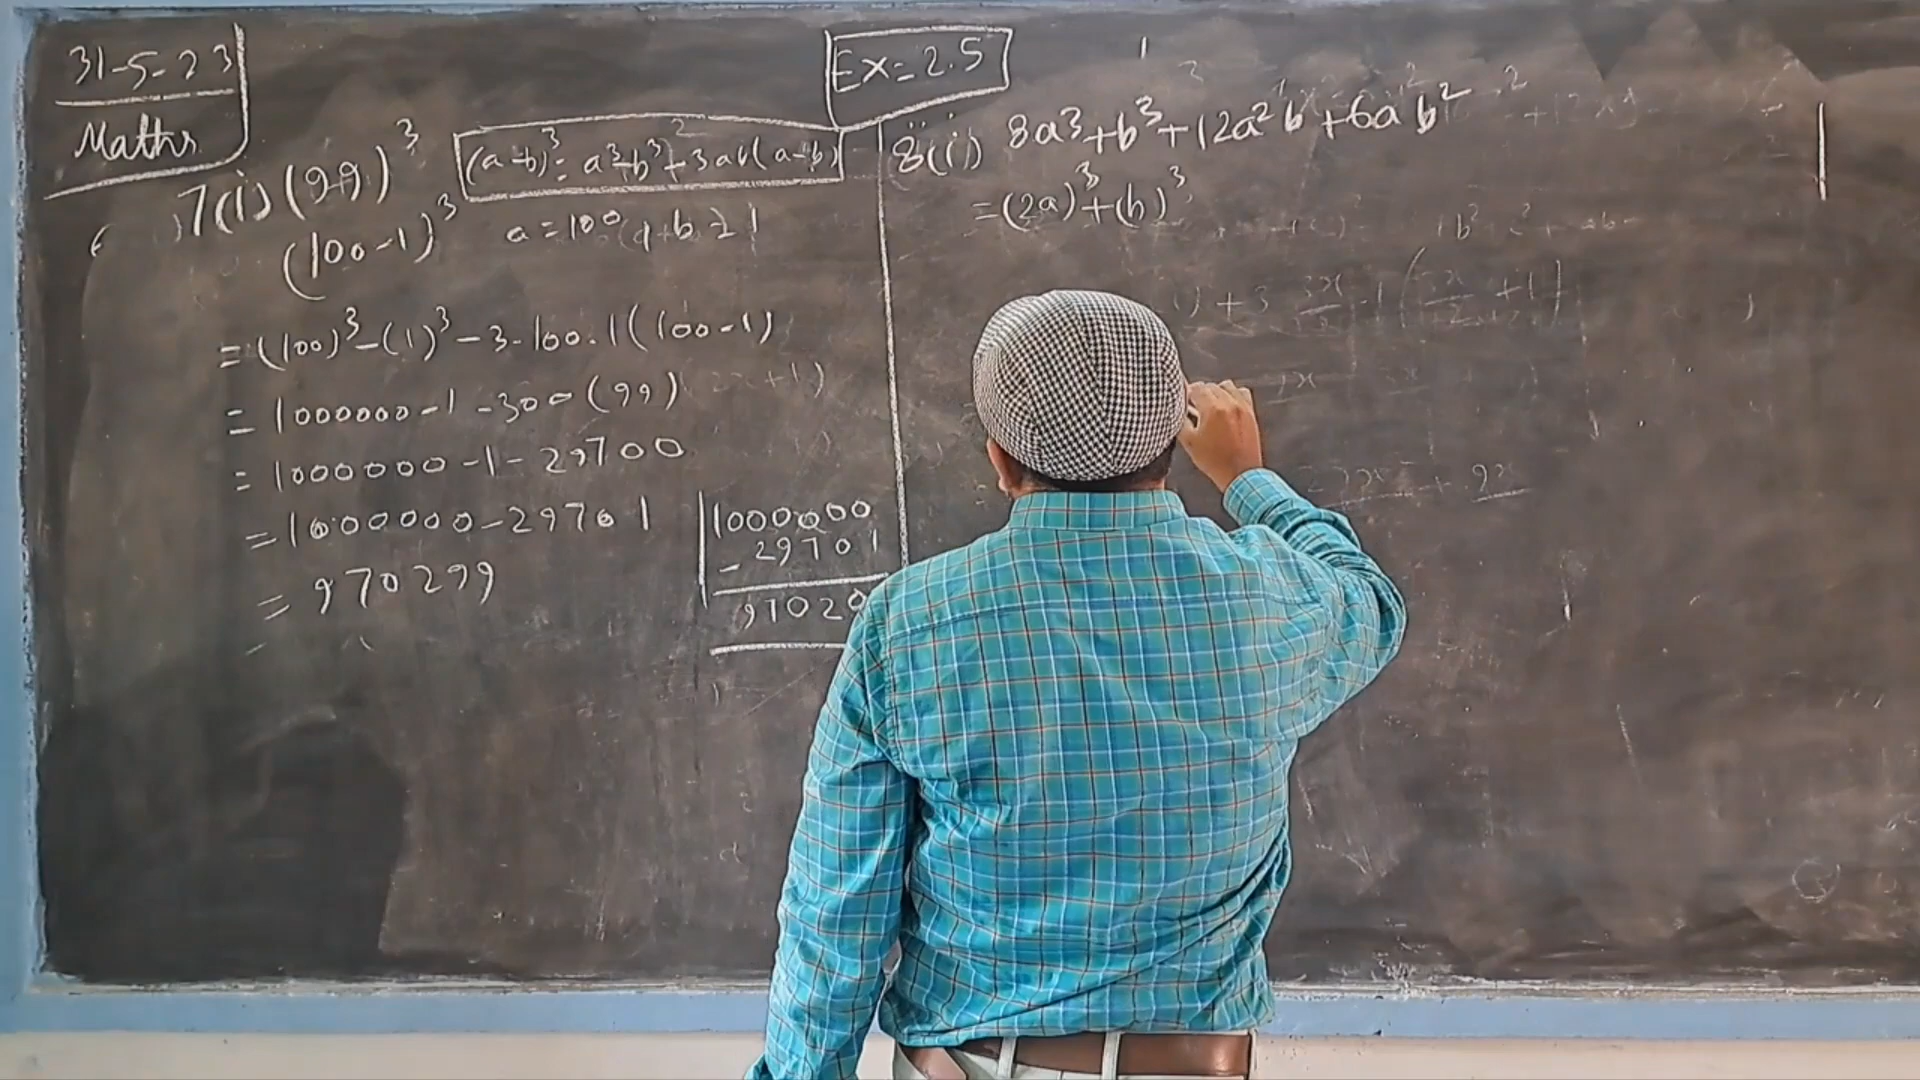 31-5-23
Maths
Ex=2.5
7(i) (99)³
(a-b)³= a³+b³+3ab(a-b)
(100-1)³ a=100, b=1
=(100)³-(1)³-3.100.1(100-1)
= 1000000-1-300(99)
= 1000000-1-29700
=1000000-29701
= 970299
1000000
-29701
97020
8(i) 8a³+b³+12a²b+6ab²
=(2a)³+(b)³